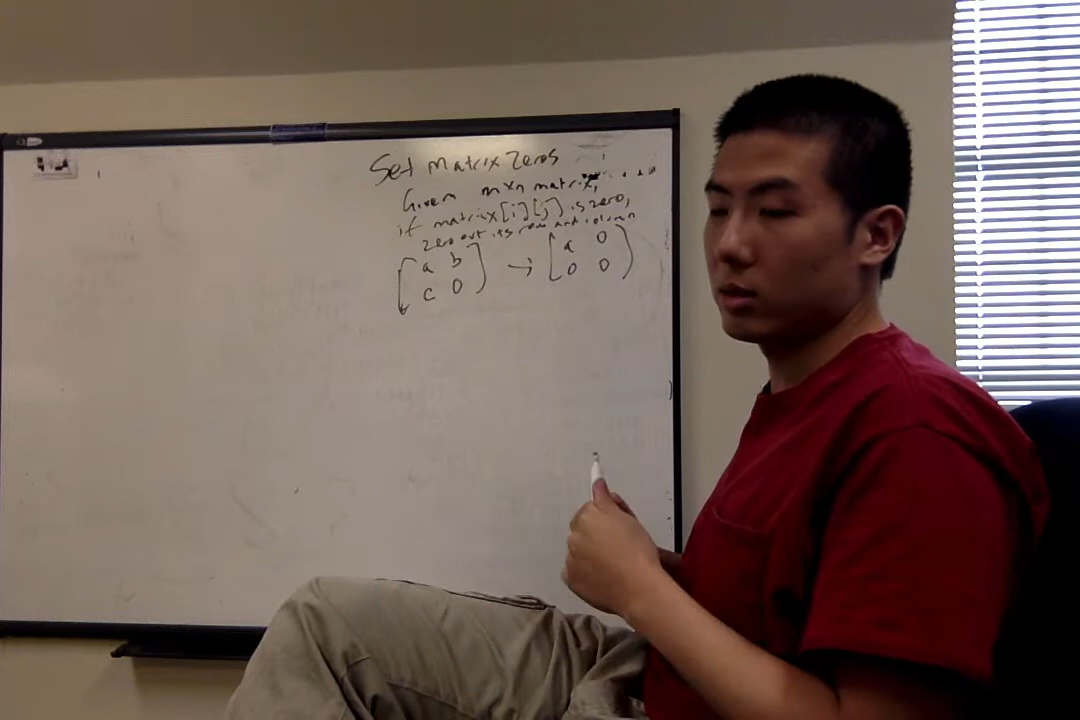 Set Matrix Zeros
Given mxn matrix,
if matrix[i][j] is zero,
zero out its row and column
[a b] → [a 0]
[c 0] [0 0]